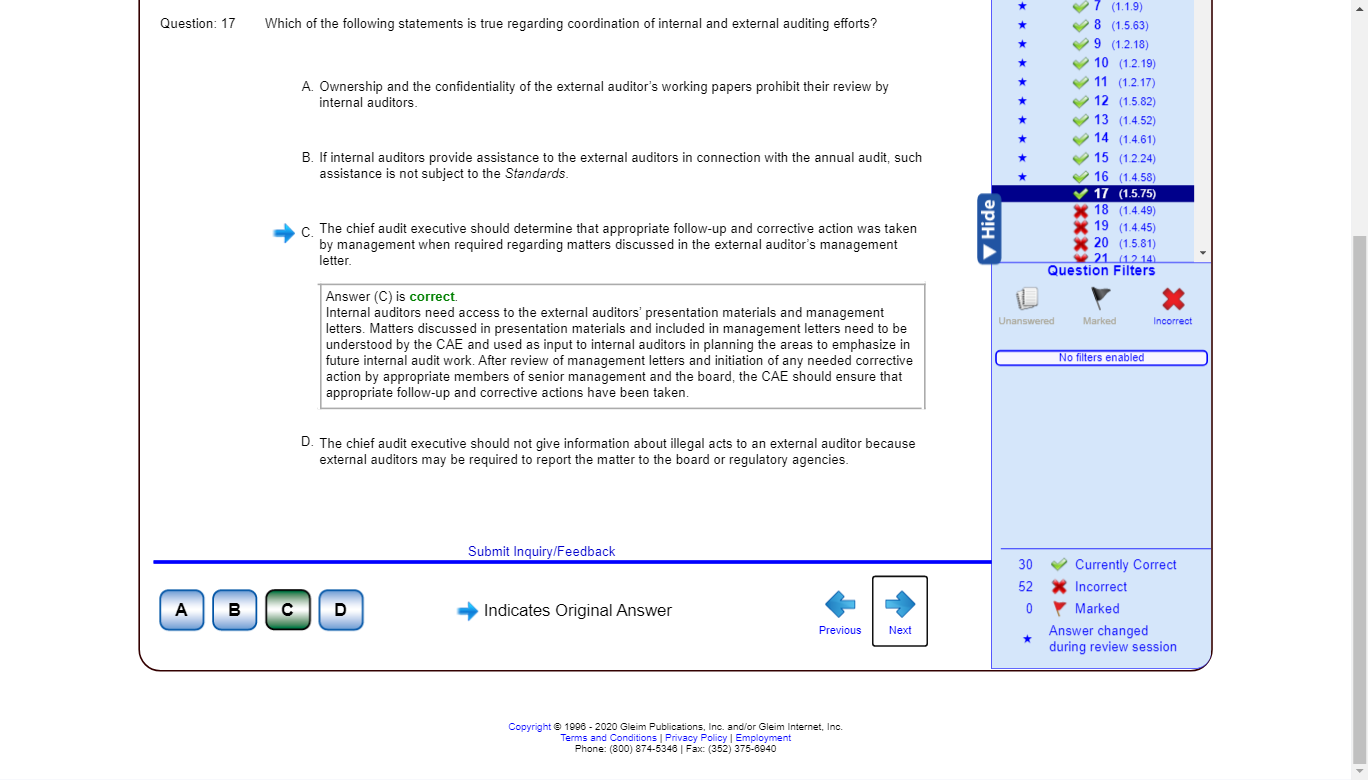 Question: 17 Which of the following statements is true regarding coordination of internal and external auditing efforts?
A. Ownership and the confidentiality of the external auditor's working papers prohibit their review by
internal auditors.
B. If internal auditors provide assistance to the external auditors in connection with the annual audit, such
assistance is not subject to the Standards.
C. The chief audit executive should determine that appropriate follow-up and corrective action was taken
by management when required regarding matters discussed in the external auditor's management
letter.
Answer (C) is correct.
Internal auditors need access to the external auditors' presentation materials and management
letters. Matters discussed in presentation materials and included in management letters need to be
understood by the CAE and used as input to internal auditors in planning the areas to emphasize in
future internal audit work. After review of management letters and initiation of any needed corrective
action by appropriate members of senior management and the board, the CAE should ensure that
appropriate follow-up and corrective actions have been taken.
D. The chief audit executive should not give information about illegal acts to an external auditor because
external auditors may be required to report the matter to the board or regulatory agencies.
Submit Inquiry/Feedback
A B C D
Indicates Original Answer
Previous
Next
7 (1.1.9)
8 (1.5.63)
9 (1.2.18)
10 (1.2.19)
11 (1.2.17)
12 (1.5.82)
13 (1.4.52)
14 (1.4.61)
15 (1.2.24)
16 (1.4.58)
17 (1.5.75)
18 (1.4.49)
19 (1.4.45)
20 (1.5.81)
21 (1.2.14)
Hide
Question Filters
Unanswered Marked Incorrect
No filters enabled
30 Currently Correct
52 Incorrect
0 Marked
Answer changed
during review session
Copyright © 1996 - 2020 Gleim Publications, Inc. and/or Gleim Internet, Inc.
Terms and Conditions | Privacy Policy | Employment
Phone: (800) 874-5346 | Fax: (352) 375-6940